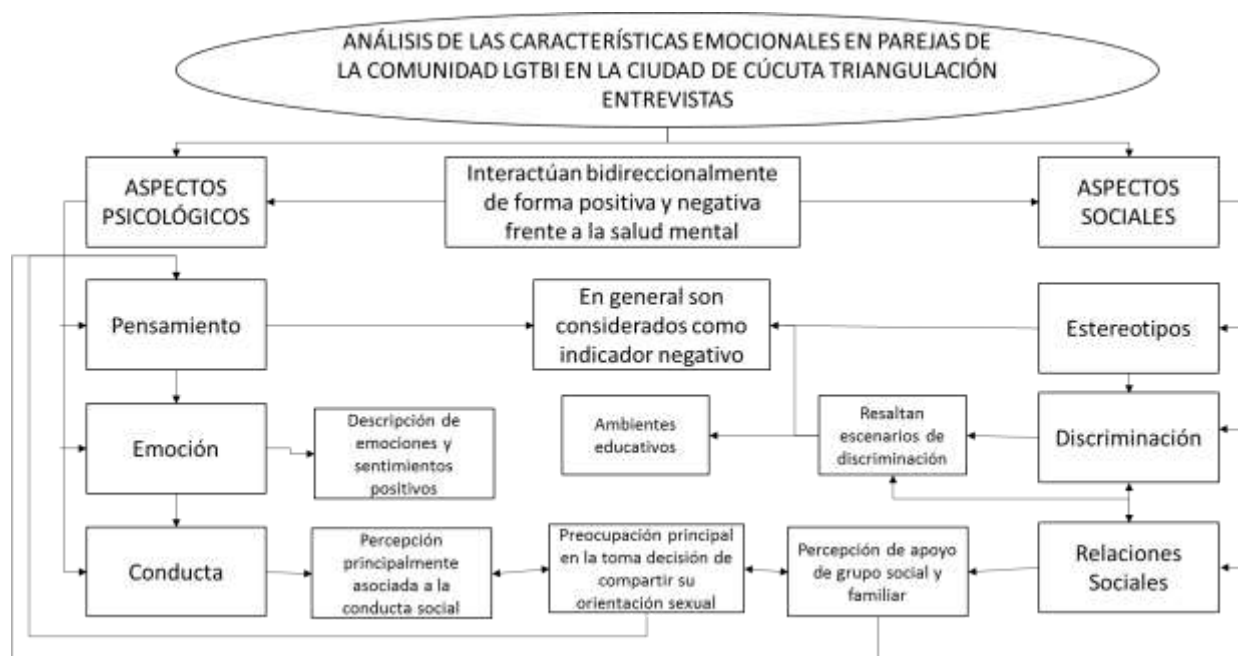 ANÁLISIS DE LAS CARACTERÍSTICAS EMOCIONALES EN PAREJAS DE
LA COMUNIDAD LGTBI EN LA CIUDAD DE CÚCUTA TRIANGULACIÓN
ENTREVISTAS
ASPECTOS
PSICOLÓGICOS
Interactúan bidireccionalmente
de forma positiva y negativa
frente a la salud mental
ASPECTOS
SOCIALES
Pensamiento
En general son
considerados como
indicador negativo
Estereotipos
Emoción
Descripción de
emociones y
sentimientos
positivos
Ambientes
educativos
Resaltan
escenarios de
discriminación
Discriminación
Conducta
Percepción
principalmente
asociada a la
conducta social
Preocupación principal
en la toma decisión de
compartir su
orientación sexual
Percepción de apoyo
de grupo social y
familiar
Relaciones
Sociales